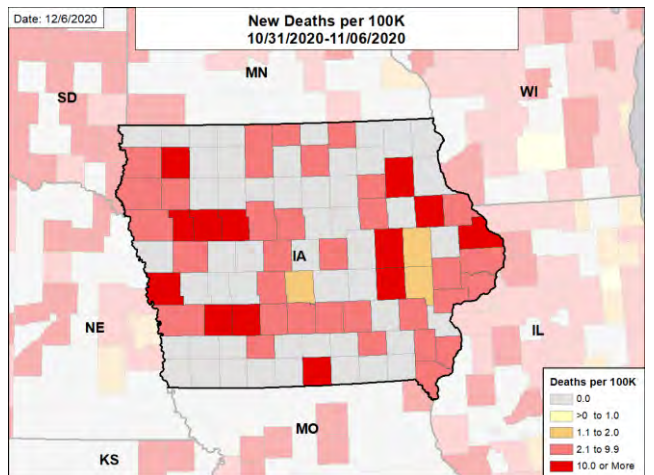 Date: 12/6/2020
New Deaths per 100K
10/31/2020-11/06/2020
MN
WI
SD
IA
NE
IL
Deaths per 100K
0.0
>0 to 1.0
1.1 to 2.0
2.1 to 9.9
10.0 or More
MO
KS